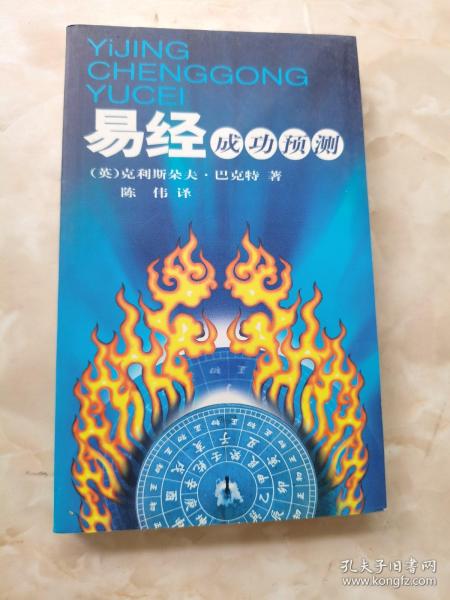 YiJING
CHENGGONG
YUCEI
易经成功预测
(英)克利斯朵夫·巴克特 著
陈伟译
孔夫子旧书网
www.kongfz.com